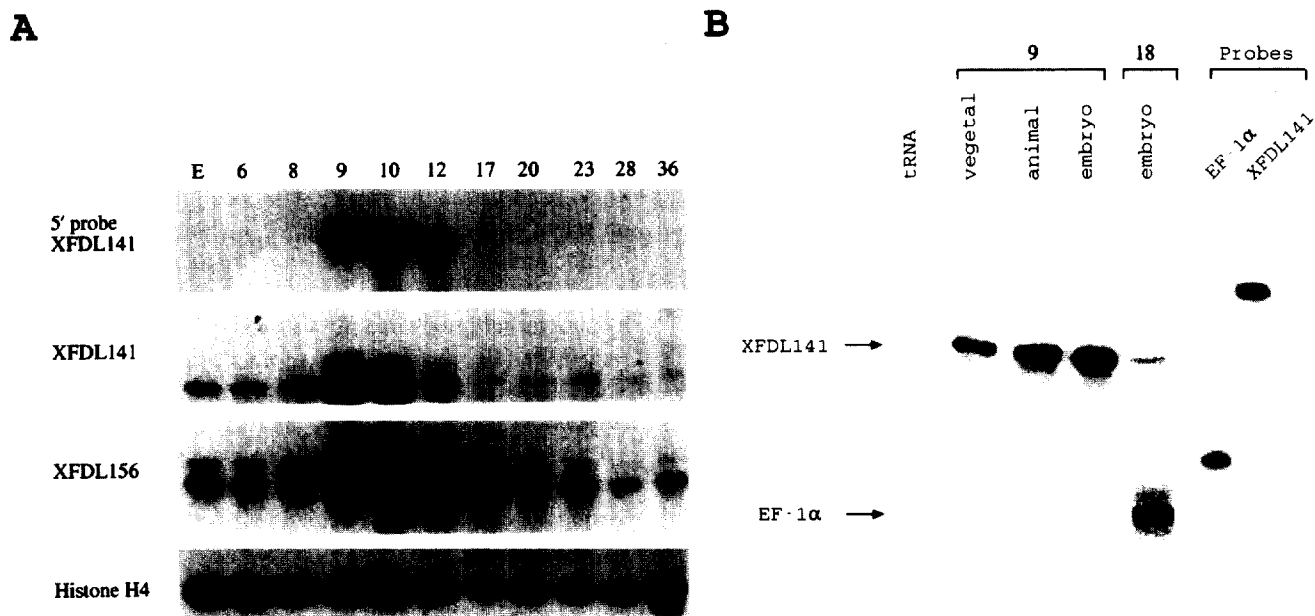 A
E 6 8 9 10 12 17 20 23 28 36
5′ probe
XFDL141
XFDL141
XFDL156
Histone H4
B
9 18 Probes
tRNA vegetal animal embryo embryo EF-1α XFDL141
XFDL141
EF-1α